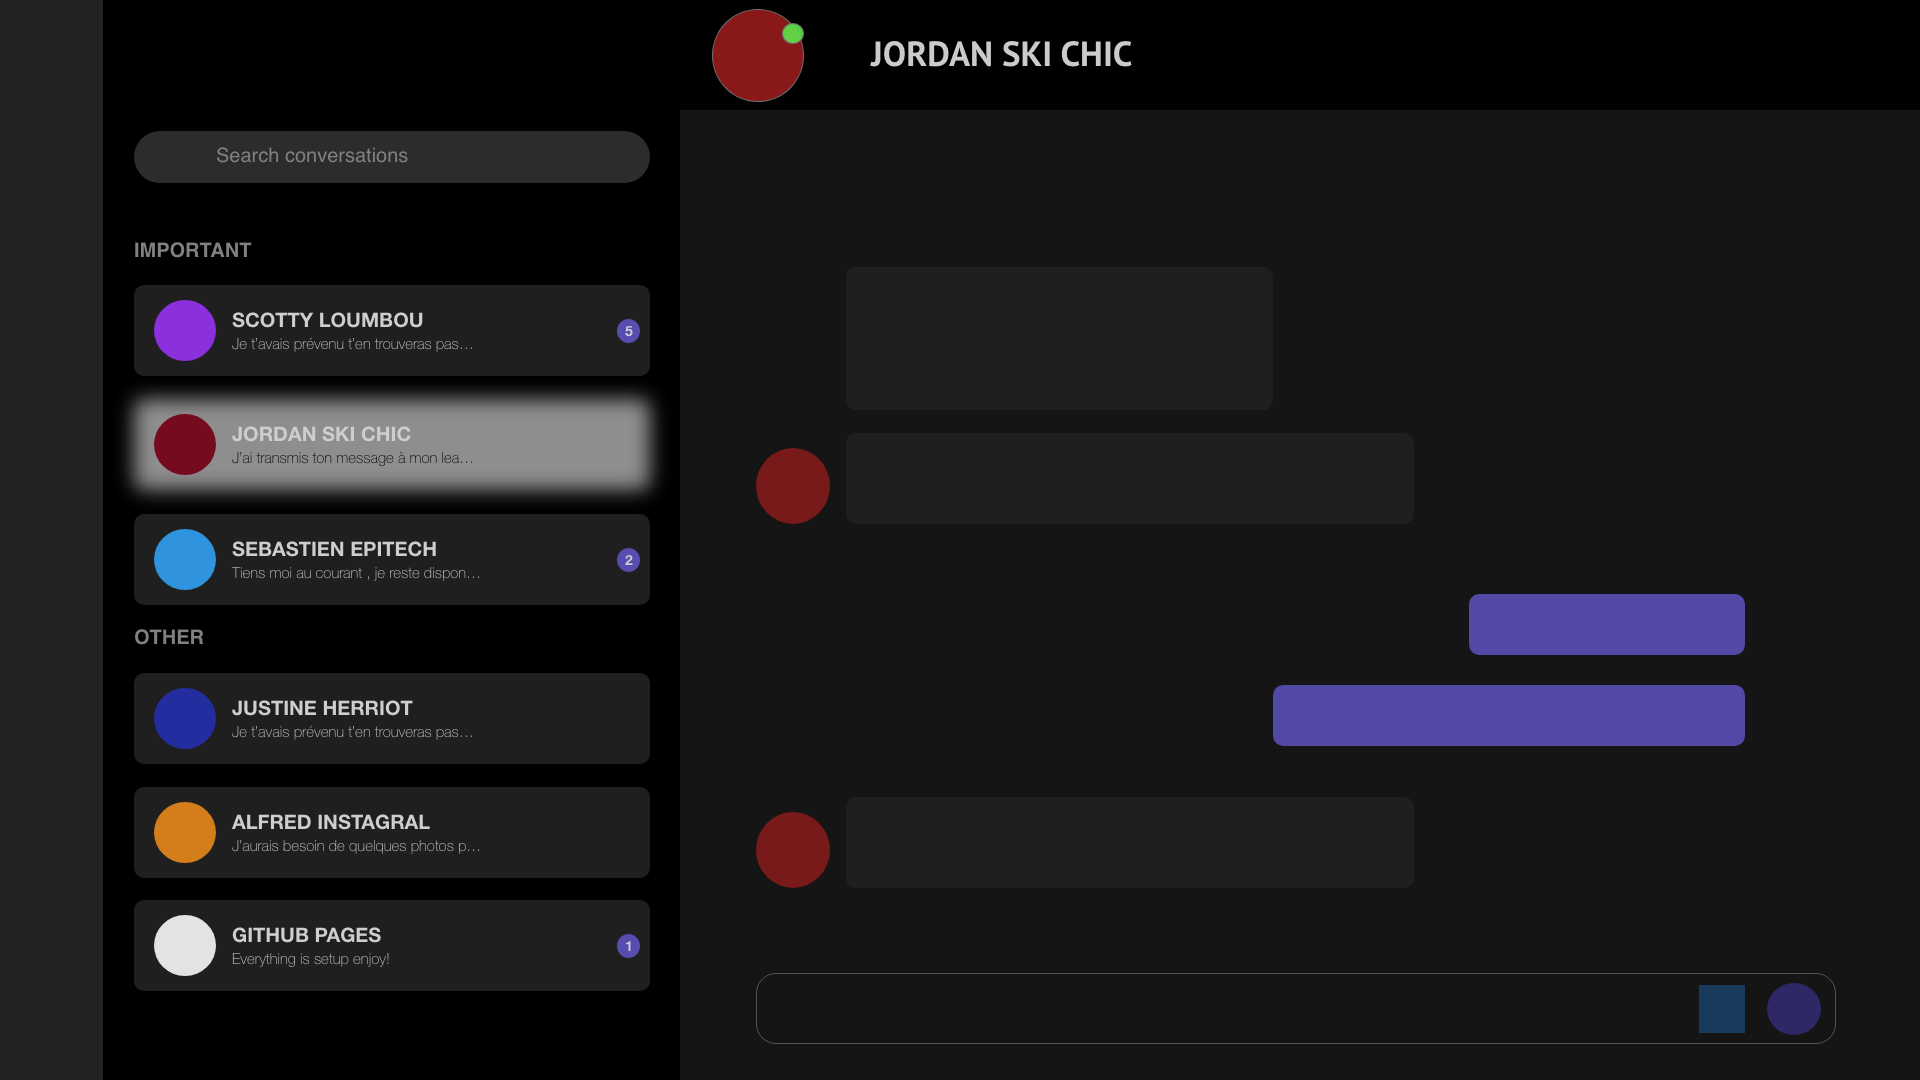 JORDAN SKI CHIC
Search conversations
IMPORTANT
SCOTTY LOUMBOU
Je t'avais prévenu t'en trouveras pas…
5
JORDAN SKI CHIC
J'ai transmis ton message à mon lea…
SEBASTIEN EPITECH
Tiens moi au courant , je reste dispon…
2
OTHER
JUSTINE HERRIOT
Je t'avais prévenu t'en trouveras pas…
ALFRED INSTAGRAL
J'aurais besoin de quelques photos p…
GITHUB PAGES
Everything is setup enjoy!
1